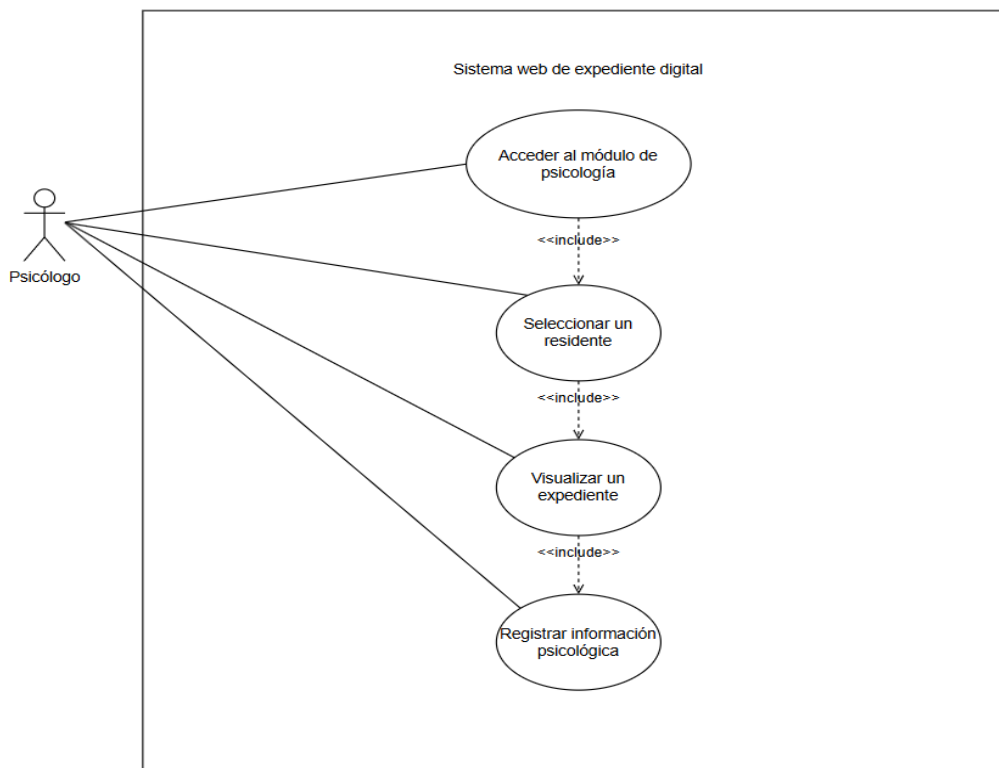 Sistema web de expediente digital
Acceder al módulo de
psicología
<<include>>
Psicólogo
Seleccionar un
residente
<<include>>
Visualizar un
expediente
<<include>>
Registrar información
psicológica